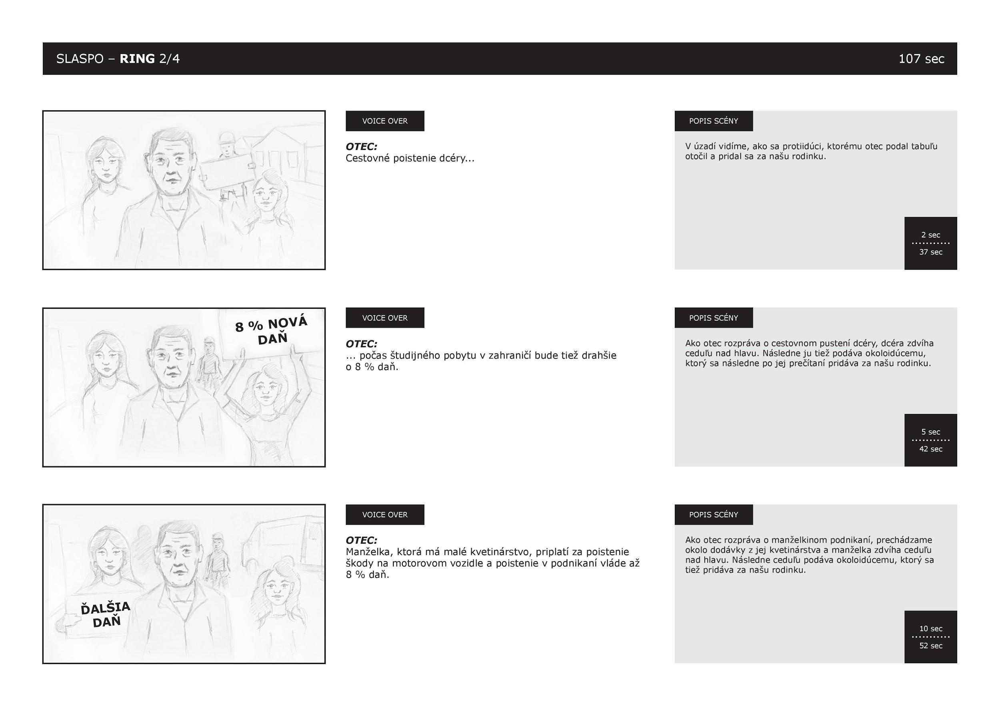 SLASPO – RING 2/4
107 sec
VOICE OVER
OTEC:
Cestovné poistenie dcéry...
POPIS SCÉNY
V úzadí vidíme, ako sa protiidúci, ktorému otec podal tabuľu
otočil a pridal sa za našu rodinku.
2 sec
37 sec
8 % NOVÁ
DAŇ
VOICE OVER
OTEC:
... počas študijného pobytu v zahraničí bude tiež drahšie
o 8 % daň.
POPIS SCÉNY
Ako otec rozpráva o cestovnom pustení dcéry, dcéra zdvíha
ceduľu nad hlavu. Následne ju tiež podáva okoloidúcemu,
ktorý sa následne po jej prečítaní pridáva za našu rodinku.
5 sec
42 sec
ĎALŠIA
DAŇ
VOICE OVER
OTEC:
Manželka, ktorá má malé kvetinárstvo, priplatí za poistenie
škody na motorovom vozidle a poistenie v podnikaní vláde až
8 % daň.
POPIS SCÉNY
Ako otec rozpráva o manželkinom podnikaní, prechádzame
okolo dodávky z jej kvetinárstva a manželka zdvíha ceduľu
nad hlavu. Následne ceduľu podáva okoloidúcemu, ktorý sa
tiež pridáva za našu rodinku.
10 sec
52 sec